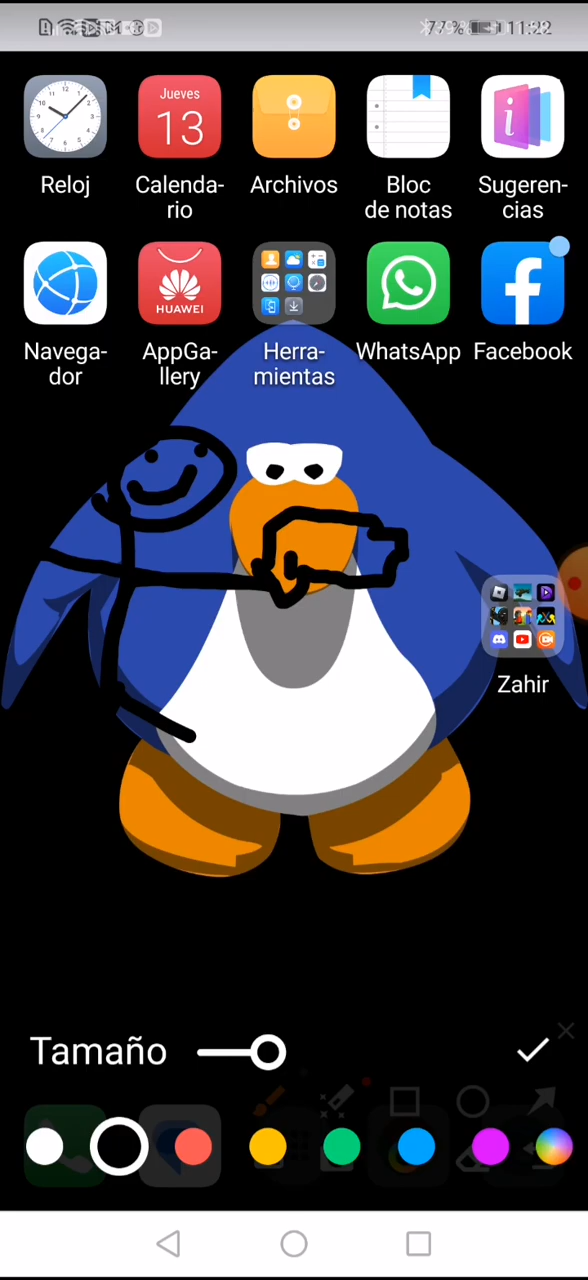 77% 11:22
Jueves
13
HUAWEI
Reloj
Calenda-
rio
Archivos
Bloc
de notas
Sugeren-
cias
Navega-
dor
AppGa-
llery
Herra-
mientas
WhatsApp
Facebook
Zahir
Tamaño